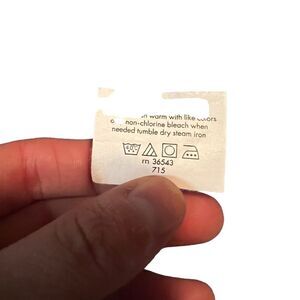 warm with like colors
non-chlorine bleach when
needed tumble dry steam iron
rn 36543
715